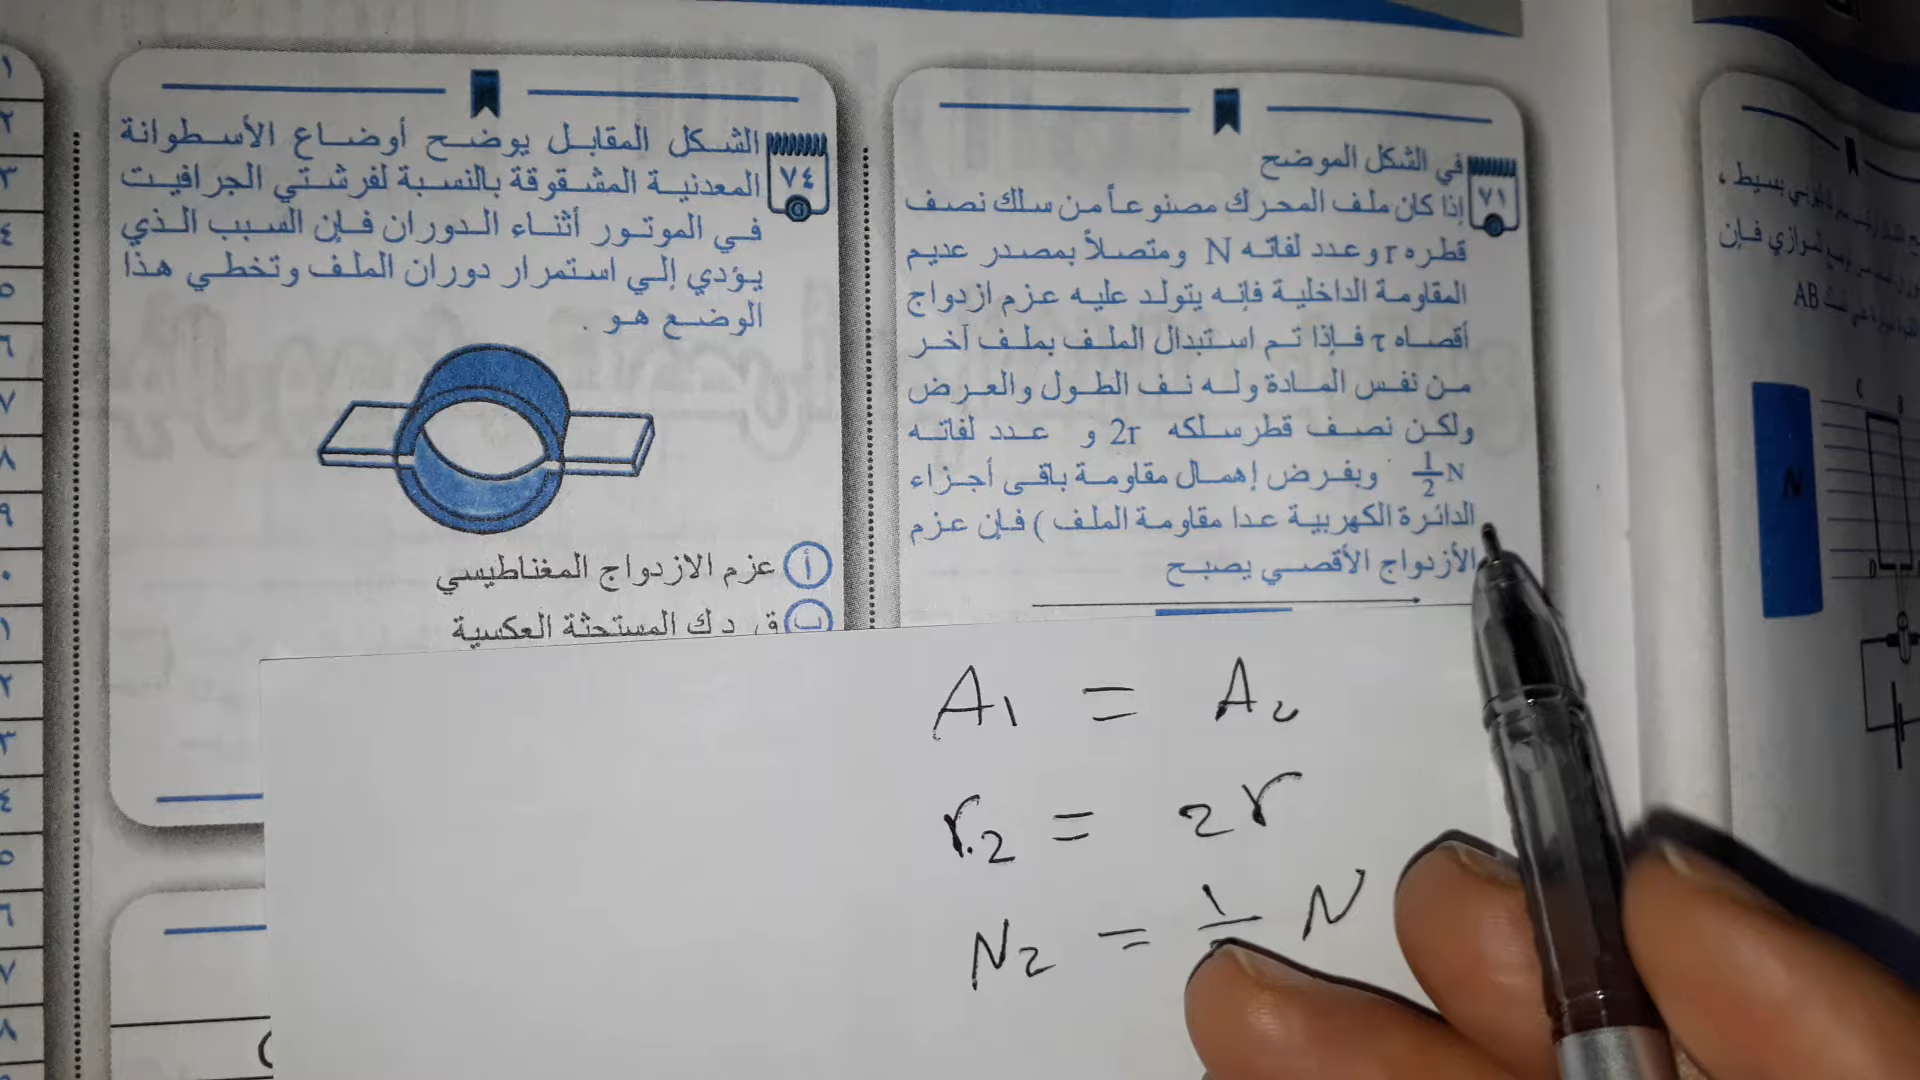 في الشكل الموضح
٧١
إذا كان ملف المحرك مصنوعاً من سلك نصف
قطره r وعدد لفاته N ومتصلاً بمصدر عديم
المقاومة الداخلية فإنه يتولد عليه عزم ازدواج
أقصاه τ فإذا تم استبدال الملف بملف آخر
من نفس المادة وله نف الطول والعرض
ولكن نصف قطر سلكه 2r و عدد لفاته
½N وبفرض إهمال مقاومة باقى أجزاء
الدائرة الكهربية عدا مقاومة الملف ) فإن عزم
الأزدواج الأقصي يصبح
A1 = A2
r2 = 2r
N2 = N
الشكل المقابل يوضح أوضاع الأسطوانة
٧٤
المعدنية المشقوقة بالنسبة لفرشتي الجرافيت
في الموتور أثناء الدوران فإن السبب الذي
يؤدي إلي استمرار دوران الملف وتخطي هذا
الوضع هو .
أ عزم الازدواج المغناطيسي
ب ق د ك المستحثة العكسية
N
C
B
D
AB